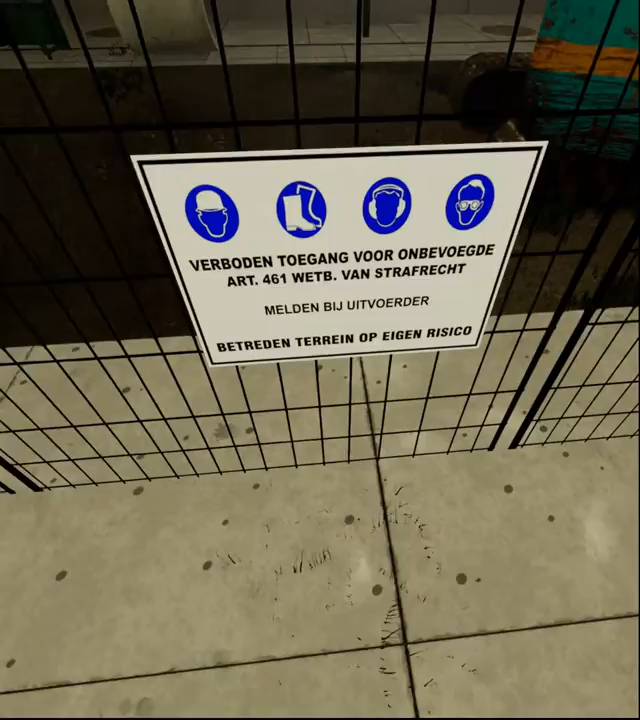 VERBODEN TOEGANG VOOR ONBEVOEGDE
ART. 461 WETB. VAN STRAFRECHT
MELDEN BIJ UITVOERDER
BETREDEN TERREIN OP EIGEN RISICO